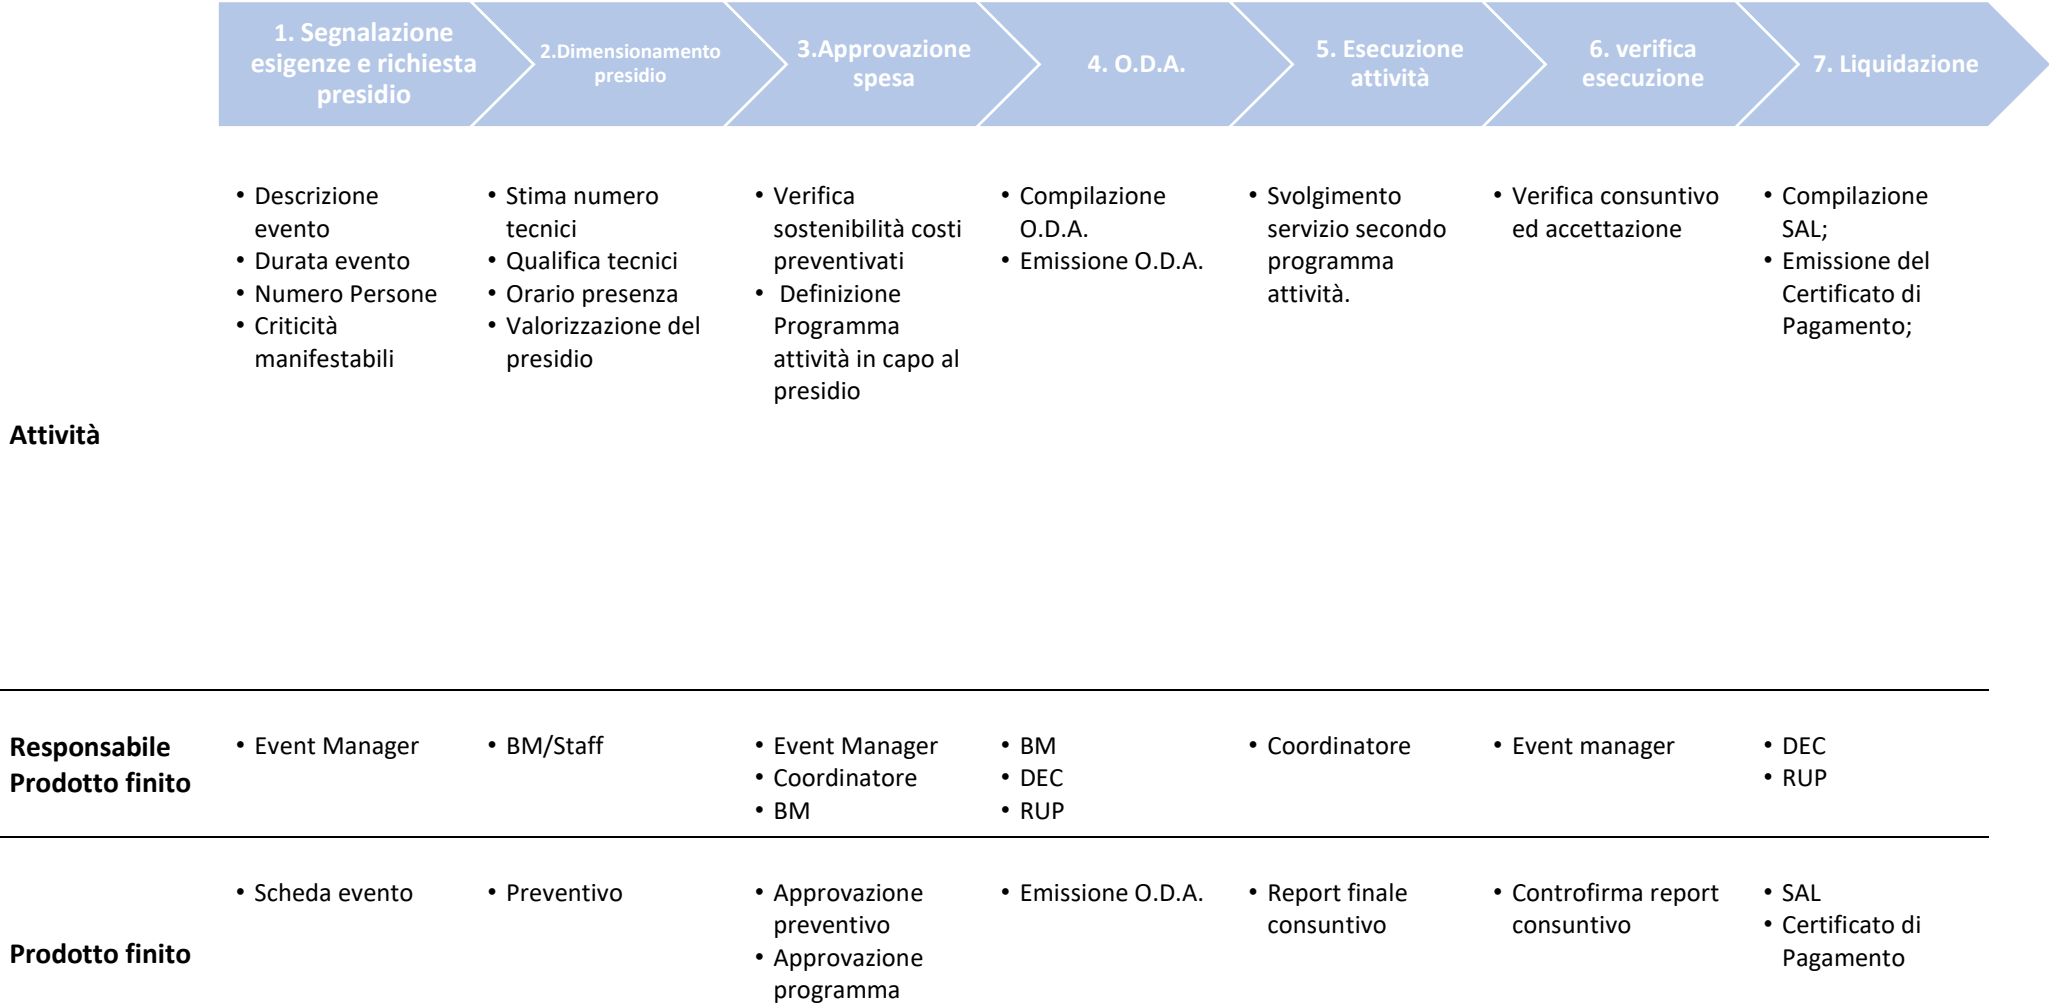 1. Segnalazione
esigenze e richiesta
presidio
2.Dimensionamento
presidio
3.Approvazione
spesa
4. O.D.A.
5. Esecuzione
attività
6. verifica
esecuzione
7. Liquidazione
Attività
• Descrizione
evento
• Durata evento
• Numero Persone
• Criticità
manifestabili
• Stima numero
tecnici
• Qualifica tecnici
• Orario presenza
• Valorizzazione del
presidio
• Verifica
sostenibilità costi
preventivati
• Definizione
Programma
attività in capo al
presidio
• Compilazione
O.D.A.
• Emissione O.D.A.
• Svolgimento
servizio secondo
programma
attività.
• Verifica consuntivo
ed accettazione
• Compilazione
SAL;
• Emissione del
Certificato di
Pagamento;
Responsabile
Prodotto finito
• Event Manager
• BM/Staff
• Event Manager
• Coordinatore
• BM
• BM
• DEC
• RUP
• Coordinatore
• Event manager
• DEC
• RUP
Prodotto finito
• Scheda evento
• Preventivo
• Approvazione
preventivo
• Approvazione
programma
• Emissione O.D.A.
• Report finale
consuntivo
• Controfirma report
consuntivo
• SAL
• Certificato di
Pagamento